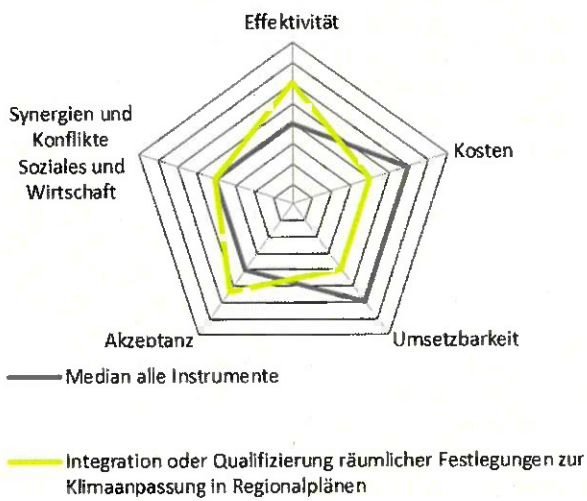 Effektivität
Synergien und
Konflikte
Soziales und
Wirtschaft
Kosten
Akzeptanz
Umsetzbarkeit
Median alle Instrumente
Integration oder Qualifizierung räumlicher Festlegungen zur
Klimaanpassung in Regionalplänen